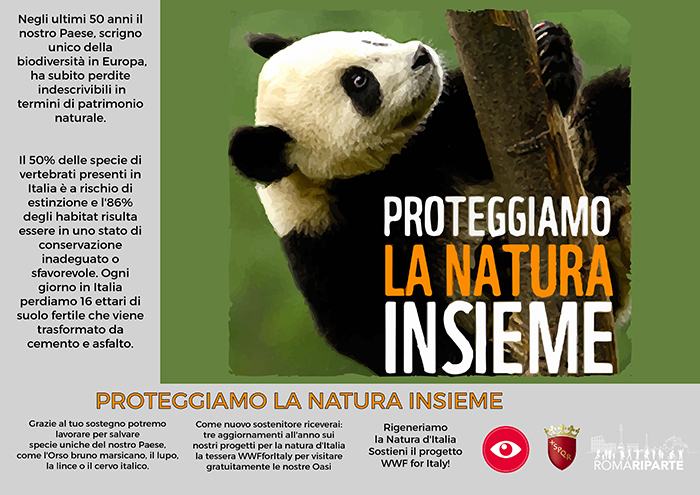 Negli ultimi 50 anni il
nostro Paese, scrigno
unico della
biodiversità in Europa,
ha subito perdite
indescrivibili in
termini di patrimonio
naturale.
Il 50% delle specie di
vertebrati presenti in
Italia è a rischio di
estinzione e l'86%
degli habitat risulta
essere in uno stato di
conservazione
inadeguato o
sfavorevole. Ogni
giorno in Italia
perdiamo 16 ettari di
suolo fertile che viene
trasformato da
cemento e asfalto.
PROTEGGIAMO
LA NATURA
INSIEME
PROTEGGIAMO LA NATURA INSIEME
Grazie al tuo sostegno potremo
lavorare per salvare
specie uniche del nostro Paese,
come l'Orso bruno marsicano, il lupo,
la lince o il cervo italico.
Come nuovo sostenitore riceverai:
tre aggiornamenti all'anno sui
nostri progetti per la natura d'Italia
la tessera WWFforItaly per visitare
gratuitamente le nostre Oasi
Rigeneriamo
la Natura d'Italia
Sostieni il progetto
WWF for Italy!
SPQR
ROMARIPARTE